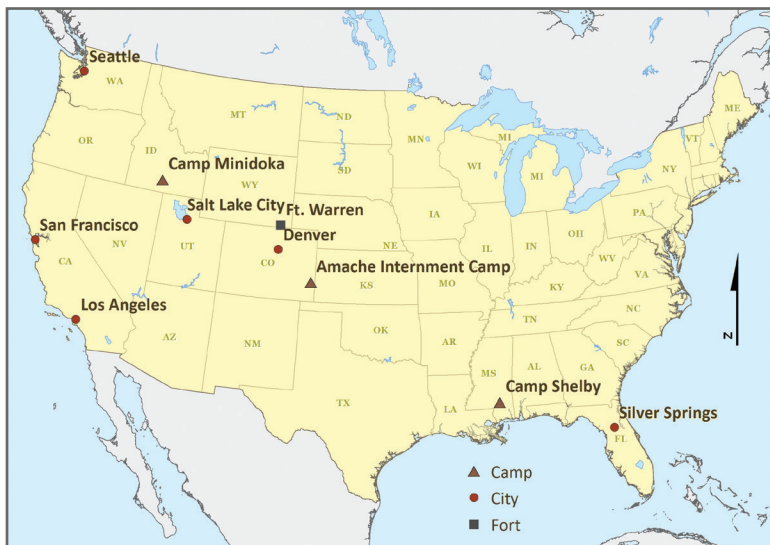 Seattle
WA
ME
MT
ND
MN
VT
OR
MI
ID
SD
WI
NY
Camp Minidoka
WY
MI
Salt Lake City
Ft. Warren
IA
PA
San Francisco
Denver
NE
OH
NV
UT
IL
IN
CA
CO
Amache Internment Camp
WV
KS
MO
VA
KY
Los Angeles
NC
TN
AZ
NM
OK
AR
SC
MS
AL
GA
Camp Shelby
TX
LA
Silver Springs
FL
N
Camp
City
Fort